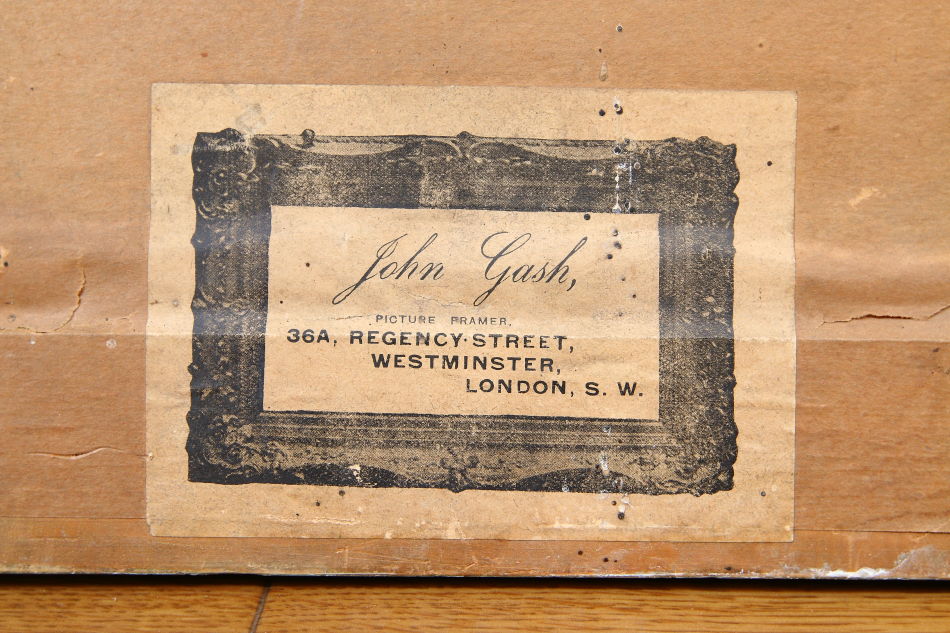 John Gash,
PICTURE FRAMER,
36A, REGENCY·STREET,
WESTMINSTER,
LONDON, S. W.